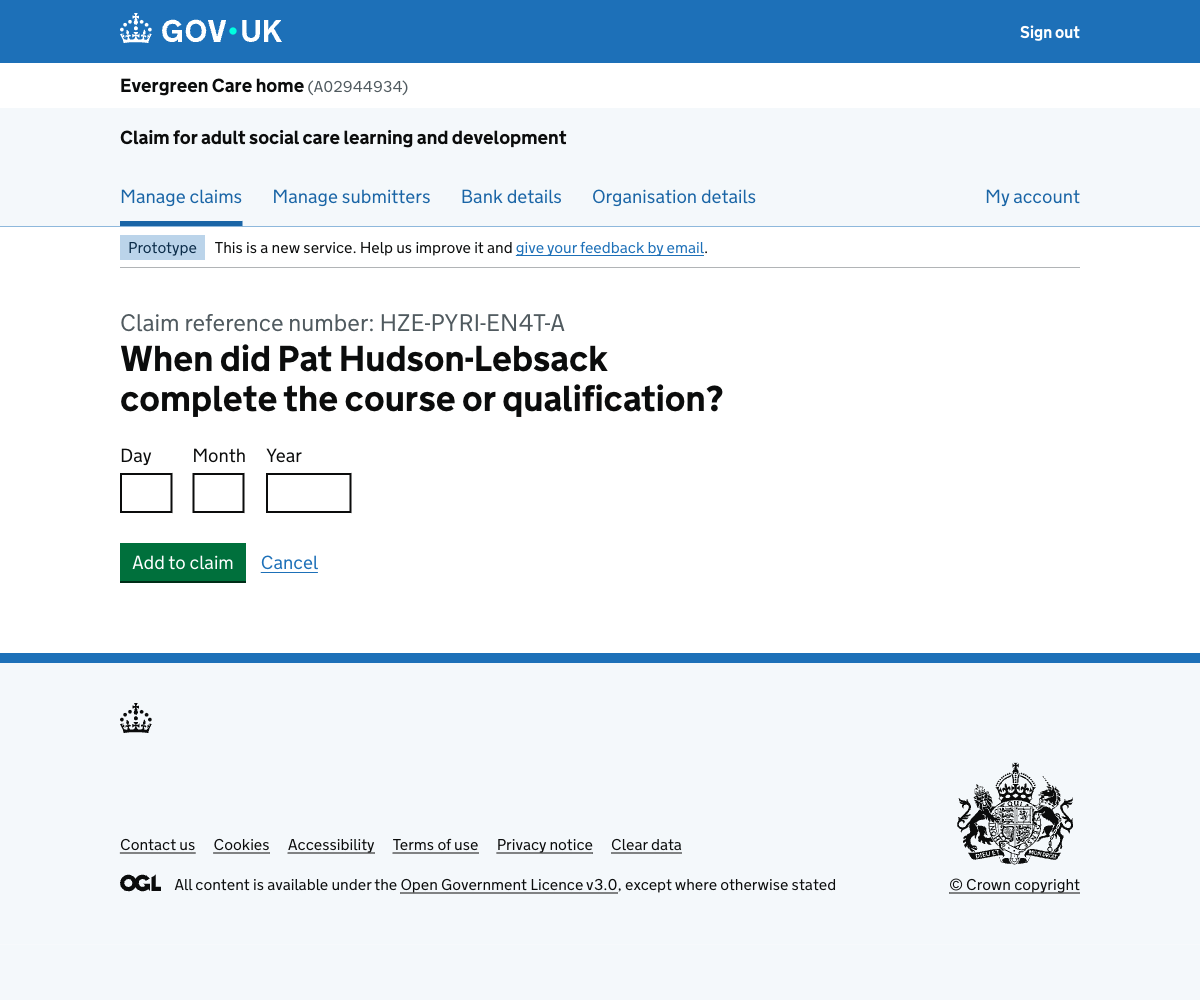 GOV·UK
Sign out
Evergreen Care home (A02944934)
Claim for adult social care learning and development
Manage claims Manage submitters Bank details Organisation details My account
Prototype This is a new service. Help us improve it and give your feedback by email.
Claim reference number: HZE-PYRI-EN4T-A
When did Pat Hudson-Lebsack
complete the course or qualification?
Day Month Year
Add to claim Cancel
Contact us Cookies Accessibility Terms of use Privacy notice Clear data
OGL All content is available under the Open Government Licence v3.0, except where otherwise stated
© Crown copyright